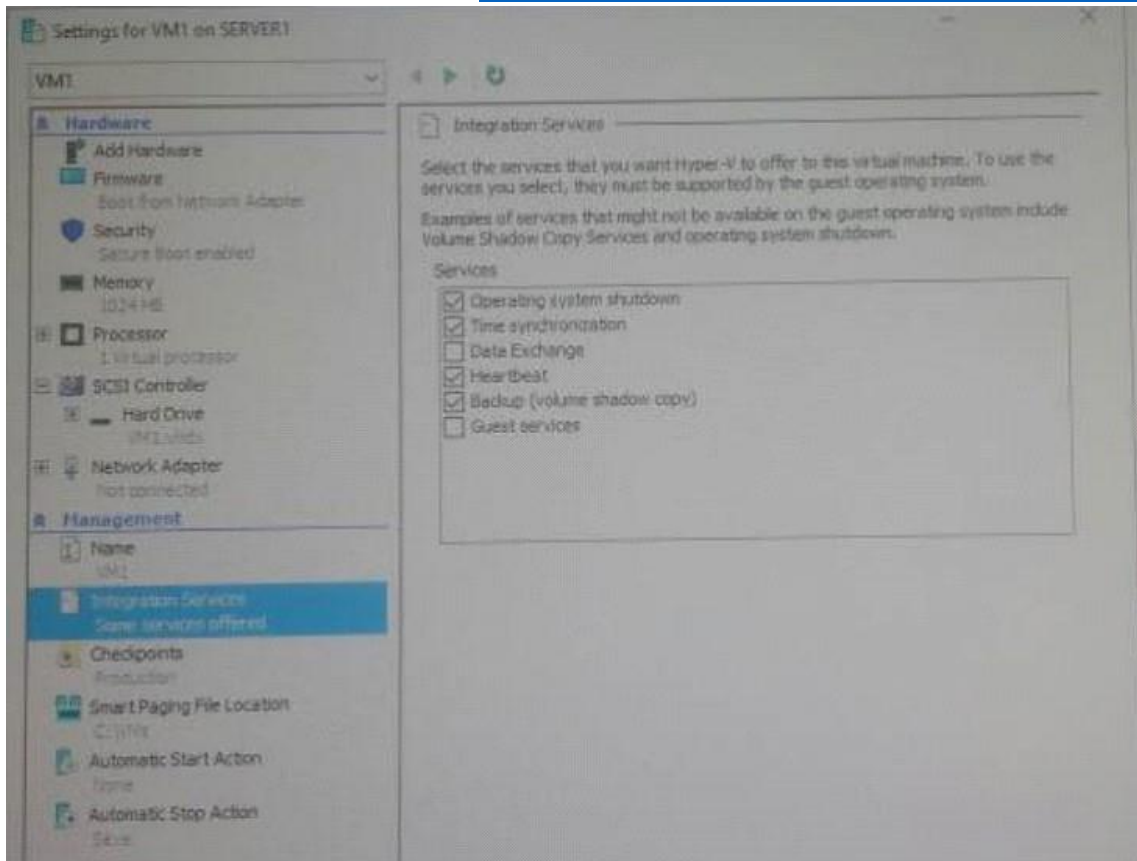 Settings for VM1 on SERVER1
VM1
Hardware
Add Hardware
Firmware
Boot from Network Adapter
Security
Secure Boot enabled
Memory
1024 MB
Processor
1 Virtual processor
SCSI Controller
Hard Drive
VM1.vhdx
Network Adapter
Not connected
Management
Name
VM1
Integration Services
Some services offered
Checkpoints
Production
Smart Paging File Location
Automatic Start Action
None
Automatic Stop Action
Save
Integration Services
Select the services that you want Hyper-V to offer to this virtual machine. To use the
services you select, they must be supported by the guest operating system.
Examples of services that might not be available on the guest operating system include
Volume Shadow Copy Services and operating system shutdown.
Services
Operating system shutdown
Time synchronization
Data Exchange
Heartbeat
Backup (volume shadow copy)
Guest services